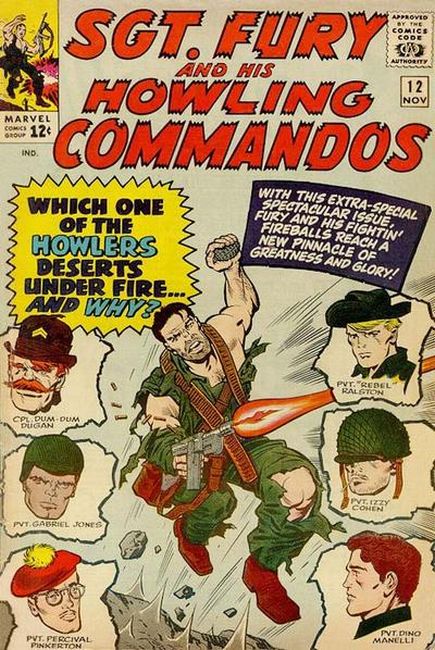 SGT. FURY
AND HIS
HOWLING
COMMANDOS
APPROVED
BY THE
COMICS
CODE
AUTHORITY
12
NOV
MARVEL
COMICS
GROUP
12¢
IND.
WHICH ONE
OF THE
HOWLERS
DESERTS
UNDER FIRE...
AND WHY?
WITH THIS EXTRA-SPECIAL
SPECTACULAR ISSUE
FURY AND HIS FIGHTIN'
FIREBALLS REACH A
NEW PINNACLE OF
GREATNESS AND GLORY!
CPL. DUM-DUM
DUGAN
PVT. "REBEL"
RALSTON
PVT. GABRIEL JONES
PVT. IZZY
COHEN
PVT. PERCIVAL
PINKERTON
PVT. DINO
MANELLI